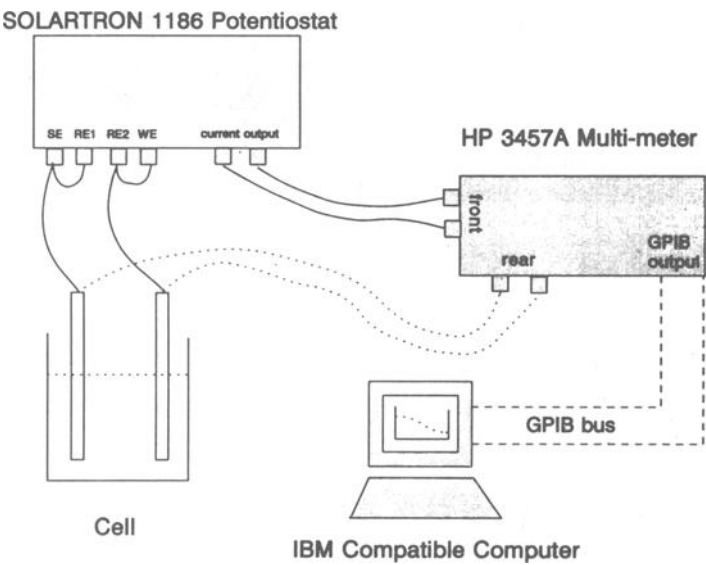 SOLARTRON 1186 Potentiostat
SE RE1 RE2 WE current output
HP 3457A Multi-meter
front
GPIB
output
rear
GPIB bus
Cell
IBM Compatible Computer